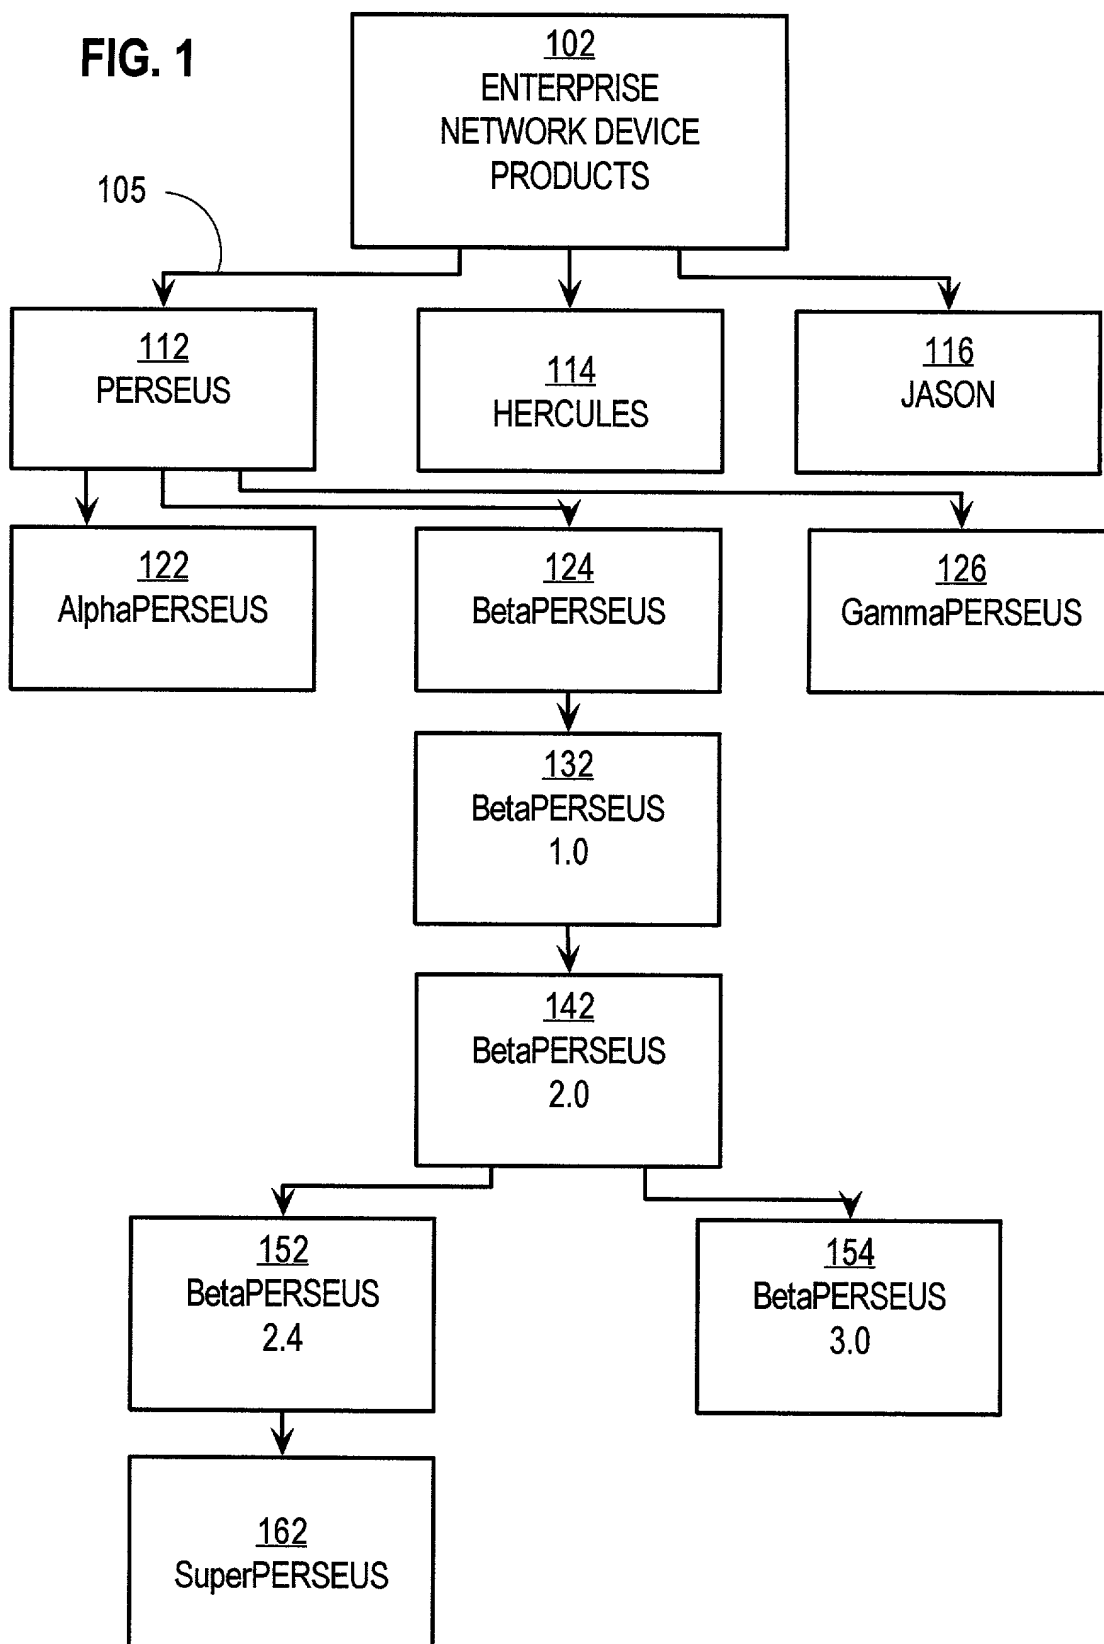 FIG. 1
102
ENTERPRISE
NETWORK DEVICE
PRODUCTS
105
112
PERSEUS
114
HERCULES
116
JASON
122
AlphaPERSEUS
124
BetaPERSEUS
126
GammaPERSEUS
132
BetaPERSEUS
1.0
142
BetaPERSEUS
2.0
152
BetaPERSEUS
2.4
154
BetaPERSEUS
3.0
162
SuperPERSEUS